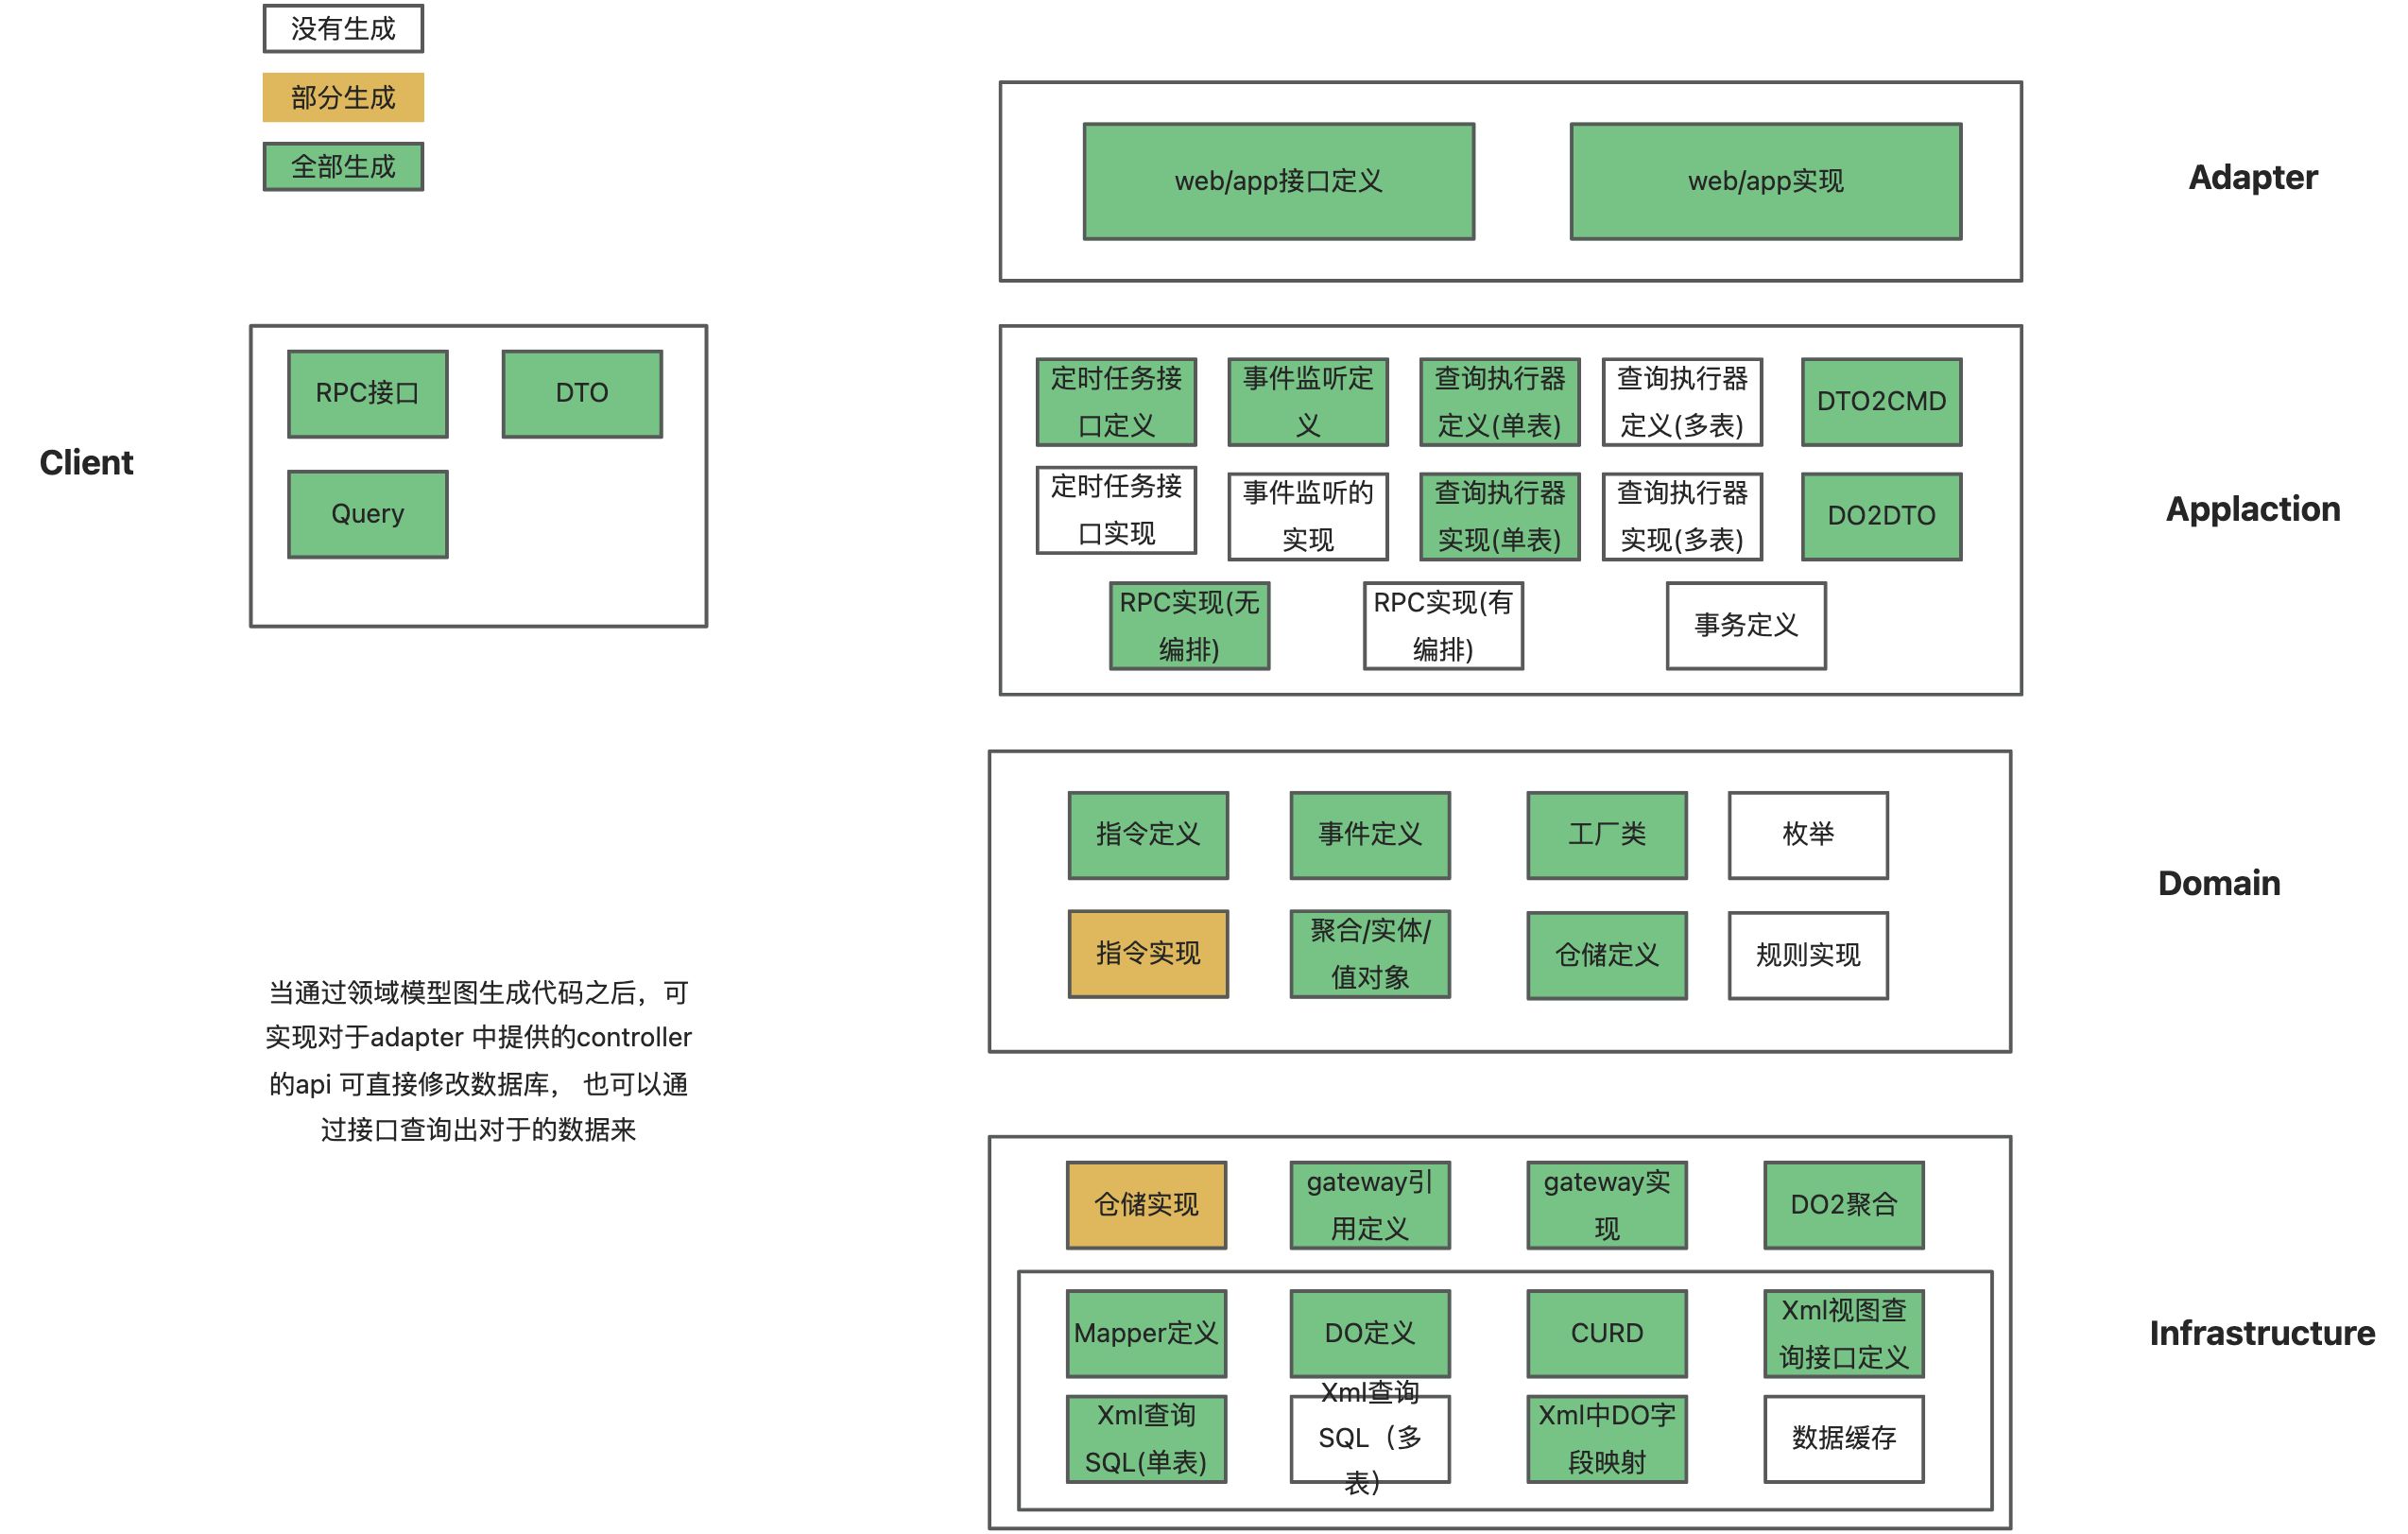 没有生成
部分生成
全部生成
web/app接口定义
web/app实现
Adapter
Client
RPC接口
DTO
Query
定时任务接
口定义
事件监听定
义
查询执行器
定义(单表)
查询执行器
定义(多表)
DTO2CMD
定时任务接
口实现
事件监听的
实现
查询执行器
实现(单表)
查询执行器
实现(多表)
DO2DTO
RPC实现(无
编排)
RPC实现(有
编排)
事务定义
Applaction
指令定义
事件定义
工厂类
枚举
指令实现
聚合/实体/
值对象
仓储定义
规则实现
Domain
当通过领域模型图生成代码之后，可
实现对于adapter 中提供的controller
的api 可直接修改数据库， 也可以通
过接口查询出对于的数据来
仓储实现
gateway引
用定义
gateway实
现
DO2聚合
Mapper定义
DO定义
CURD
Xml视图查
询接口定义
Xml查询
SQL(单表)
Xml查询
SQL（多
表）
Xml中DO字
段映射
数据缓存
Infrastructure